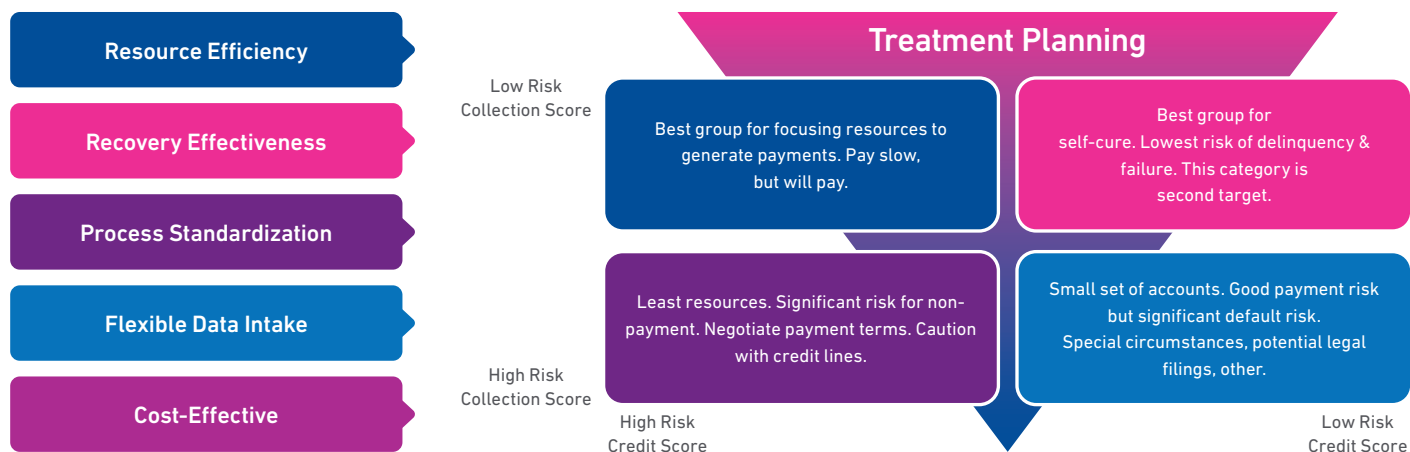 Resource Efficiency
Recovery Effectiveness
Process Standardization
Flexible Data Intake
Cost-Effective
Treatment Planning
Low Risk
Collection Score
Best group for focusing resources to
generate payments. Pay slow,
but will pay.
Best group for
self-cure. Lowest risk of delinquency &
failure. This category is
second target.
Least resources. Significant risk for non-
payment. Negotiate payment terms. Caution
with credit lines.
Small set of accounts. Good payment risk
but significant default risk.
Special circumstances, potential legal
filings, other.
High Risk
Collection Score
High Risk
Credit Score
Low Risk
Credit Score